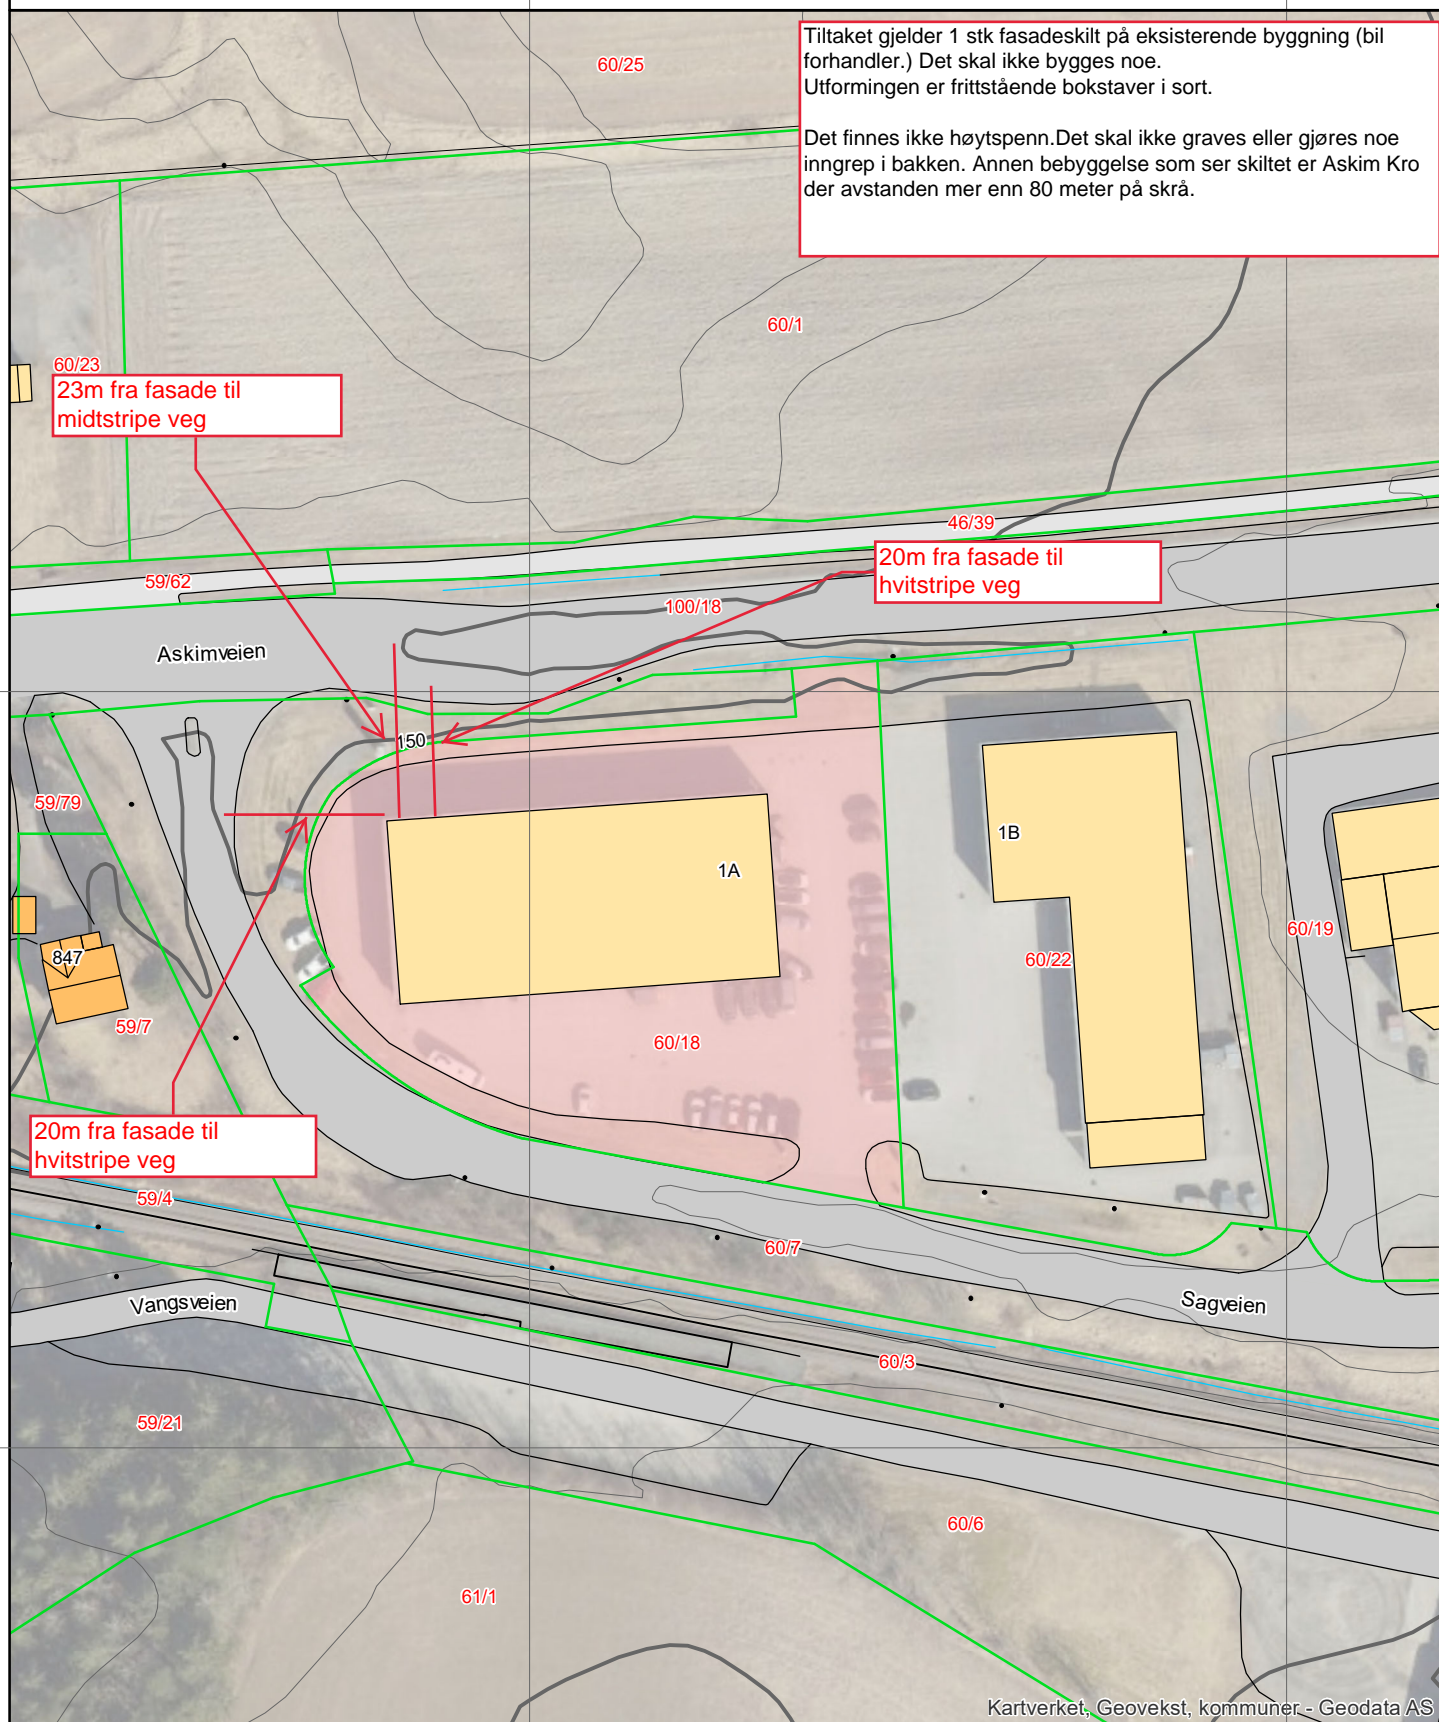 Tiltaket gjelder 1 stk fasadeskilt på eksisterende byggning (bil
forhandler.) Det skal ikke bygges noe.
Utformingen er frittstående bokstaver i sort.
Det finnes ikke høytspenn.Det skal ikke graves eller gjøres noe
inngrep i bakken. Annen bebyggelse som ser skiltet er Askim Kro
der avstanden mer enn 80 meter på skrå.
60/25
60/1
60/23
23m fra fasade til
midtstripe veg
46/39
20m fra fasade til
hvitstripe veg
59/62
100/18
Askimveien
150
59/79
1A
1B
60/19
847
60/22
59/7
60/18
20m fra fasade til
hvitstripe veg
59/4
60/7
Vangsveien
Sagveien
60/3
59/21
60/6
61/1
Kartverket, Geovekst, kommuner - Geodata AS